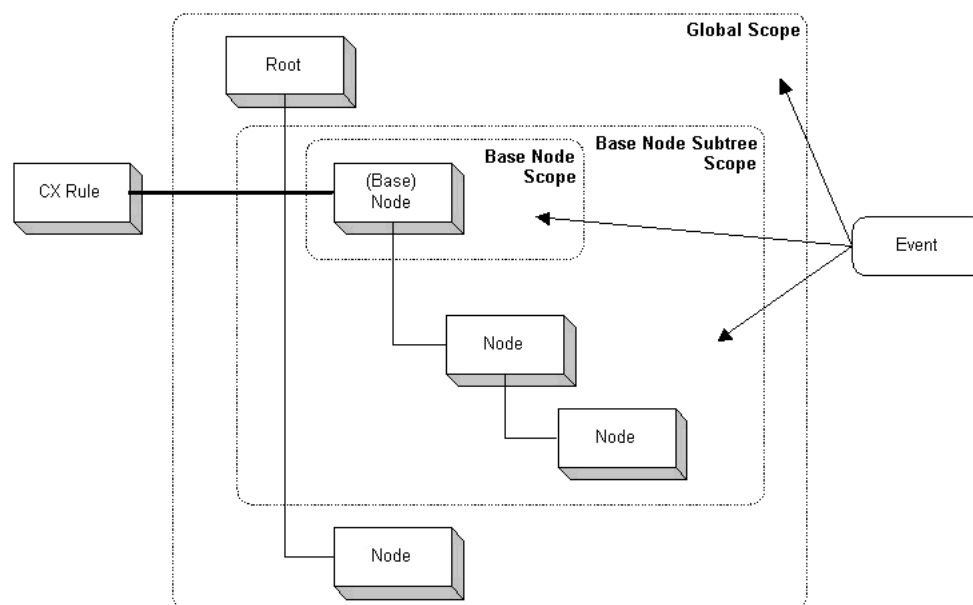 Global Scope
Root
Base Node Subtree
Scope
Base Node
Scope
CX Rule
(Base)
Node
Event
Node
Node
Node